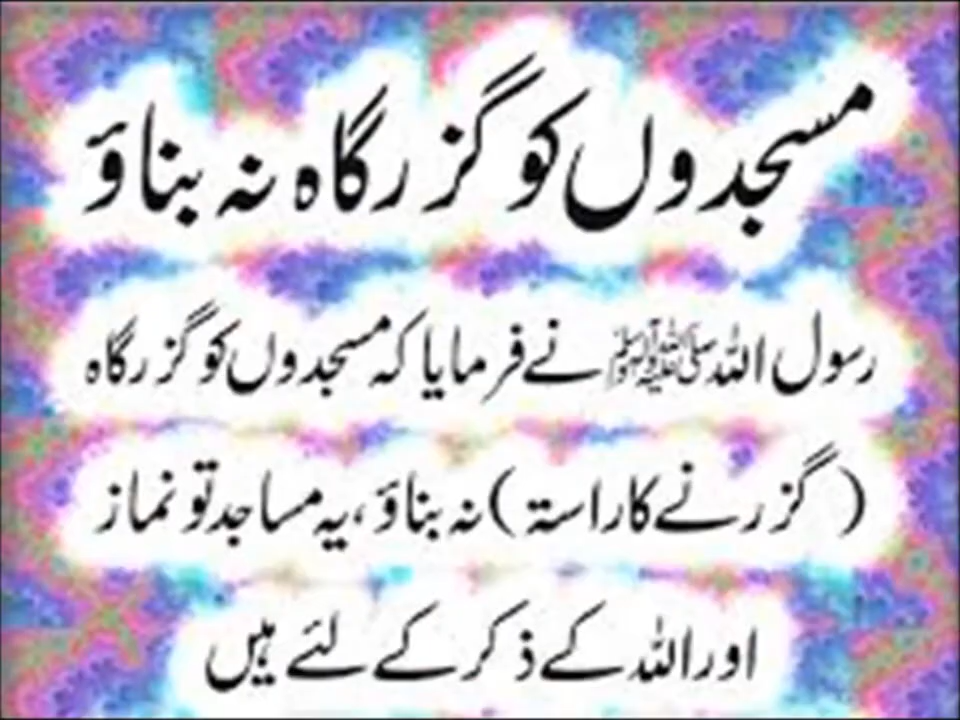 مسجدوں کو گزرگاہ نہ بناؤ
رسول اللہ ﷺ نے فرمایا کہ مسجدوں کو گزرگاہ
(گزرنے کا راستۃ) نہ بناؤ، یہ مساجد تو نماز
اور اللہ کے ذکر کے لئے ہیں